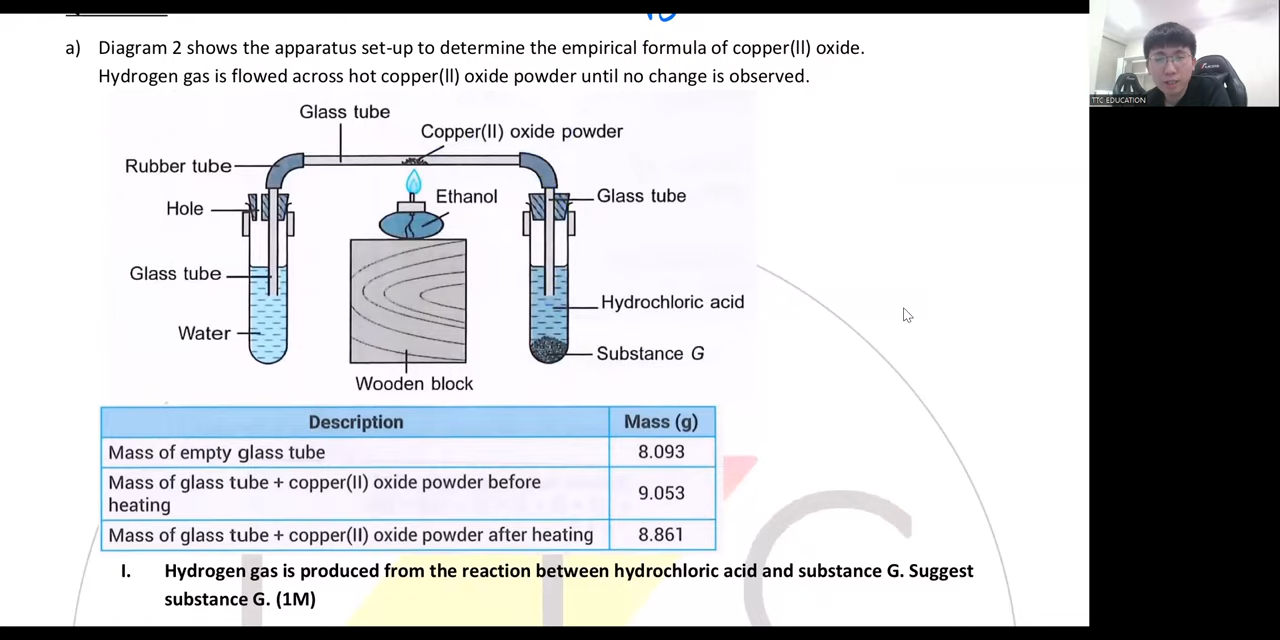 a) Diagram 2 shows the apparatus set-up to determine the empirical formula of copper(ll) oxide.
Hydrogen gas is flowed across hot copper(ll) oxide powder until no change is observed.
Glass tube
Copper(II) oxide powder
Rubber tube
Ethanol
Glass tube
Hole
Glass tube
Hydrochloric acid
Water
Substance G
Wooden block
Description Mass (g)
Mass of empty glass tube 8.093
Mass of glass tube + copper(II) oxide powder before
heating 9.053
Mass of glass tube + copper(II) oxide powder after heating 8.861
I. Hydrogen gas is produced from the reaction between hydrochloric acid and substance G. Suggest
substance G. (1M)
TTC EDUCATION